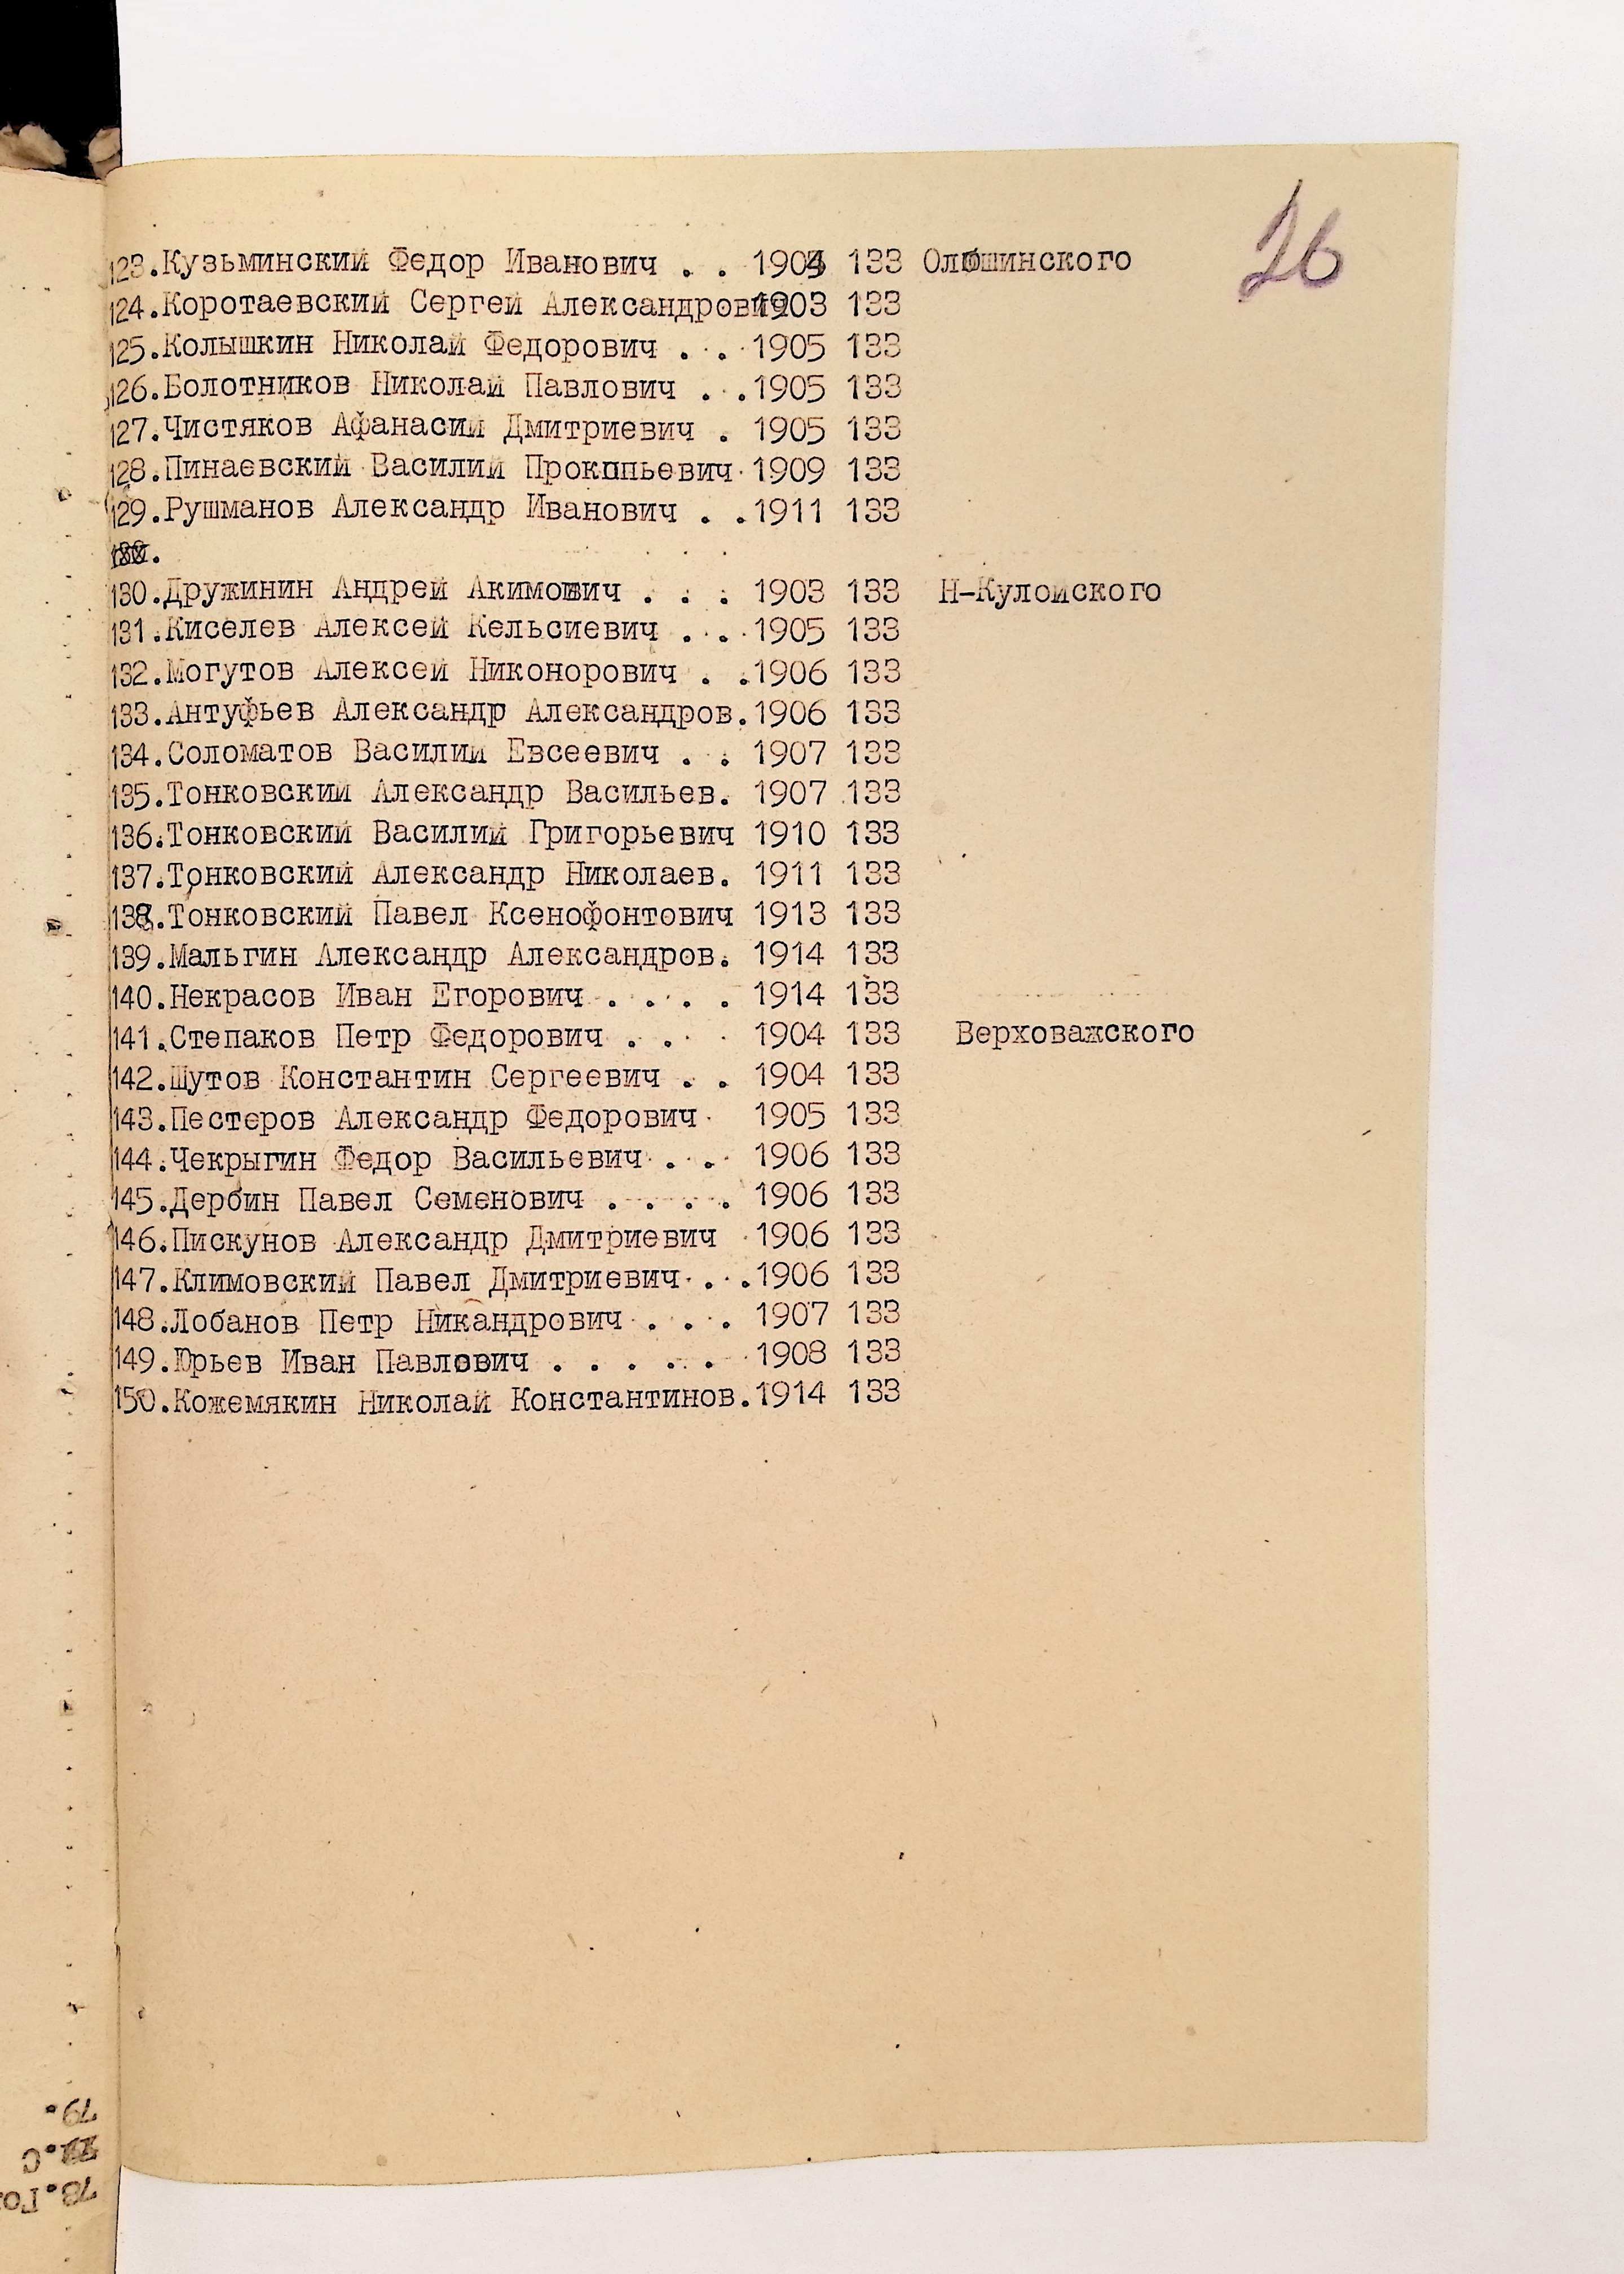 26
123.Кузьминский Федор Иванович . . 1903 133 Олюшинского
124.Коротаевский Сергей Александрович1903 133
125.Колышкин Николай Федорович . . . 1905 133
126.Болотников Николай Павлович . . 1905 133
127.Чистяков Афанасий Дмитриевич . 1905 133
128.Пинаевский Василий Прокопьевич 1909 133
129.Рушманов Александр Иванович . . 1911 133
130.Дружинин Андрей Акимович . . . 1903 133 Н-Кулойского
131.Киселев Алексей Кельсиевич . . . 1905 133
132.Могутов Алексей Никонорович . . 1906 133
133.Антуфьев Александр Александров. 1906 133
134.Соломатов Василий Евсеевич . . 1907 133
135.Тонковский Александр Васильев. 1907 133
136.Тонковский Василий Григорьевич 1910 133
137.Тонковский Александр Николаев. 1911 133
138.Тонковский Павел Ксенофонтович 1913 133
139.Мальгин Александр Александров. 1914 133
140.Некрасов Иван Егорович . . . . 1914 133
141.Степаков Петр Федорович . . . 1904 133 Верховажского
142.Шутов Константин Сергеевич . . 1904 133
143.Пестеров Александр Федорович . 1905 133
144.Чекрыгин Федор Васильевич . . . 1906 133
145.Дербин Павел Семенович . . . . 1906 133
146.Пискунов Александр Дмитриевич . 1906 133
147.Климовский Павел Дмитриевич . . 1906 133
148.Лобанов Петр Никандрович . . . 1907 133
149.Юрьев Иван Павлович . . . . . 1908 133
150.Кожемякин Николай Константинов. 1914 133
79.
78.